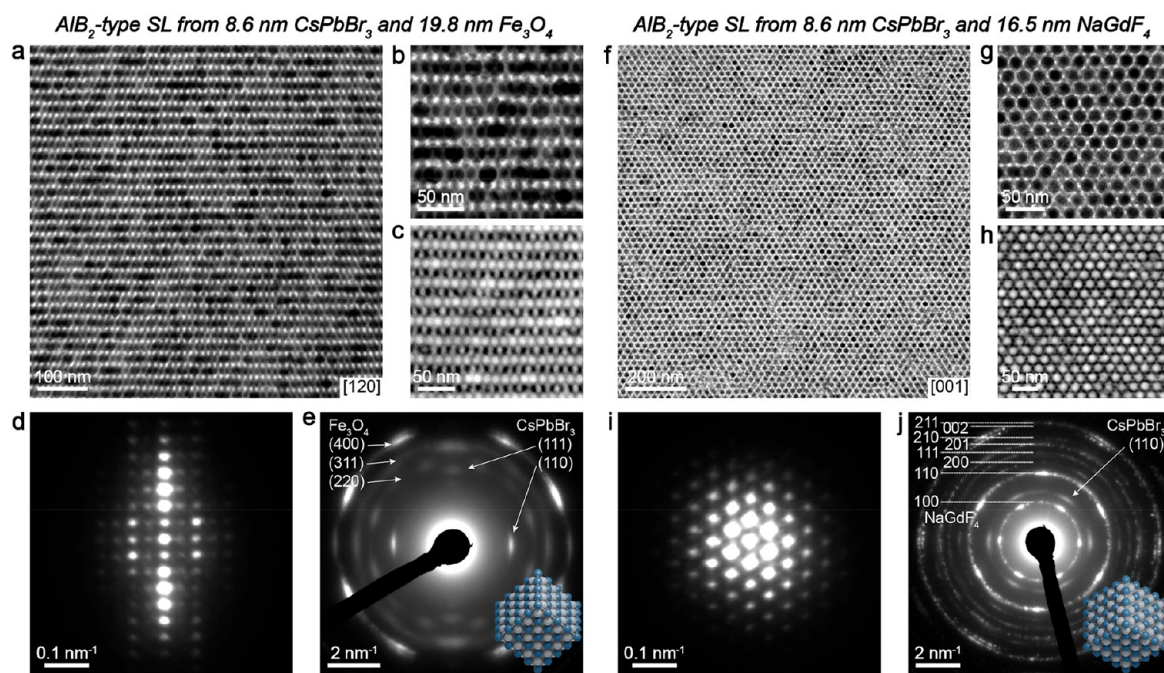 AlB2-type SL from 8.6 nm CsPbBr3 and 19.8 nm Fe3O4
AlB2-type SL from 8.6 nm CsPbBr3 and 16.5 nm NaGdF4
a
100 nm
[120]
b
50 nm
c
50 nm
f
200 nm
[001]
g
50 nm
h
50 nm
d
0.1 nm-1
e
Fe3O4
(400)
(311)
(220)
CsPbBr3
(111)
(110)
2 nm-1
i
0.1 nm-1
j
211
002
210
201
111
200
110
100
NaGdF4
CsPbBr3
(110)
2 nm-1